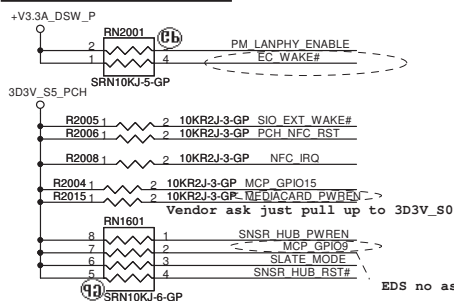 +V3.3A_DSW_P
RN2001
2 3 PM_LANPHY_ENABLE
1 4 EC_WAKE#
SRN10KJ-5-GP
3D3V_S5_PCH
R2005 1 2 10KR2J-3-GP SIO_EXT_WAKE#
R2006 1 2 10KR2J-3-GP PCH_NFC_RST
R2008 1 2 10KR2J-3-GP NFC_IRQ
R2004 1 2 10KR2J-3-GP MCP_GPIO15
R2015 1 2 10KR2J-3-GP MEDIACARD_PWREN
Vendor ask just pull up to 3D3V_S0
RN1601
8 1 SNSR_HUB_PWREN
7 2 MCP_GPIO9
6 3 SLATE_MODE
5 4 SNSR_HUB_RST#
EDS no as
SRN10KJ-6-GP